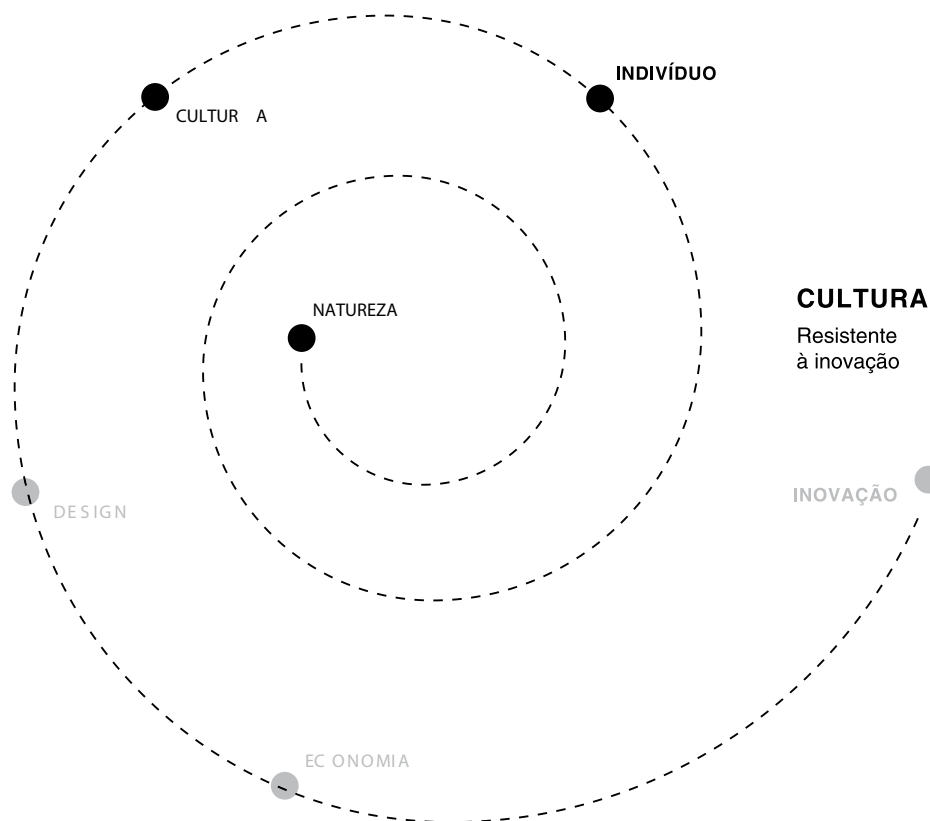 INDIVÍDUO
CULTUR A
NATUREZA
CULTURA
Resistente
à inovação
INOVAÇÃO
DESIGN
EC ONOMIA